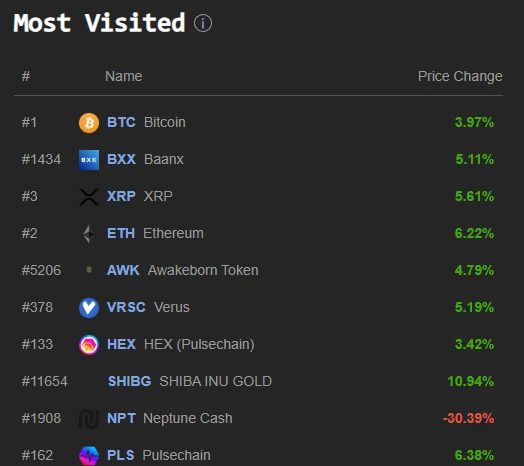 Most Visited
# Name Price Change
#1 BTC Bitcoin 3.97%
#1434 BXX BXX Baanx 5.11%
#3 XRP XRP 5.61%
#2 ETH Ethereum 6.22%
#5206 AWK Awakeborn Token 4.79%
#378 VRSC Verus 5.19%
#133 HEX HEX (Pulsechain) 3.42%
#11654 SHIBG SHIBA INU GOLD 10.94%
#1908 NPT Neptune Cash -30.39%
#162 PLS Pulsechain 6.38%